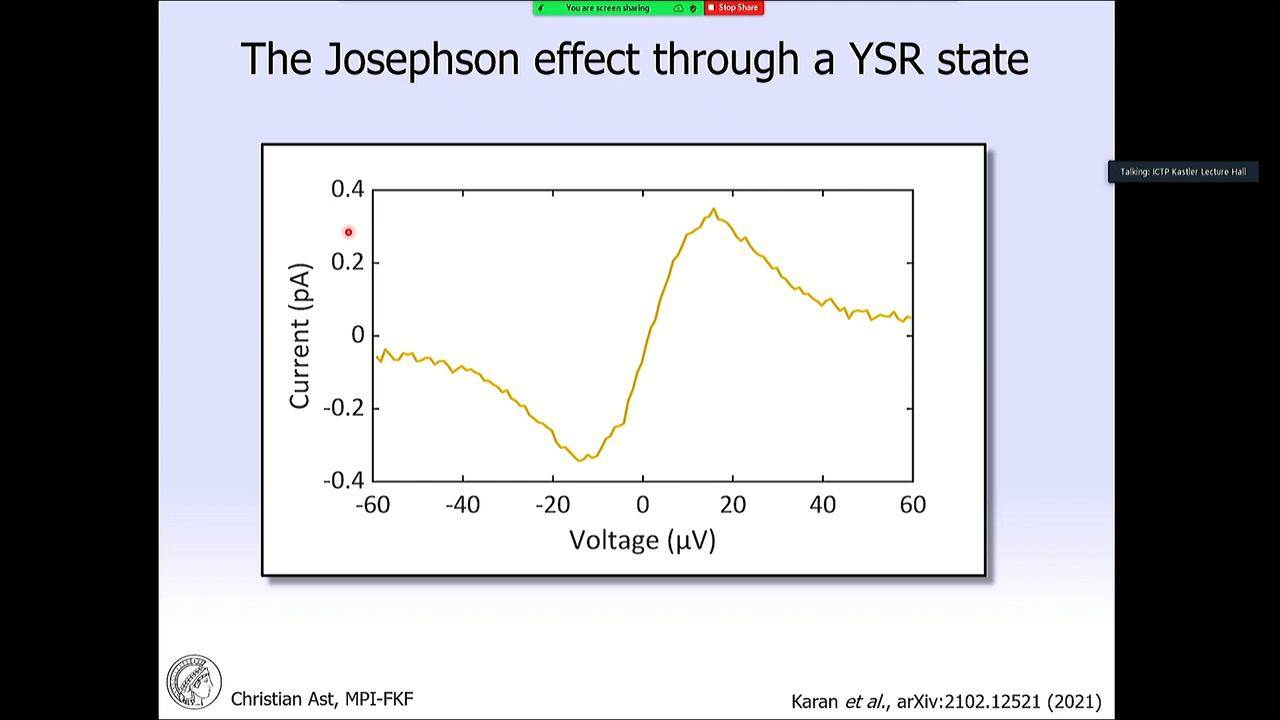 You are screen sharing
Stop Share
The Josephson effect through a YSR state
Talking: ICTP Kastler Lecture Hall
0.4
0.2
0
-0.2
-0.4
Current (pA)
-60 -40 -20 0 20 40 60
Voltage (µV)
Christian Ast, MPI-FKF
Karan et al., arXiv:2102.12521 (2021)